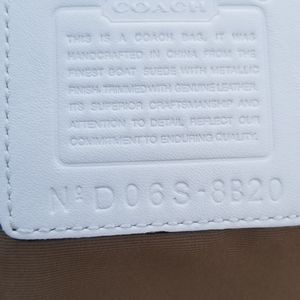 COACH
THIS IS A COACH BAG. IT WAS
HANDCRAFTED IN CHINA FROM THE
FINEST GOAT SUEDE WITH METALLIC
FINISH TRIMMED WITH GENUINE LEATHER.
ITS SUPERIOR CRAFTSMANSHIP AND
ATTENTION TO DETAIL REFLECT OUR
COMMITMENT TO ENDURING QUALITY.
Nº D06S-8B20